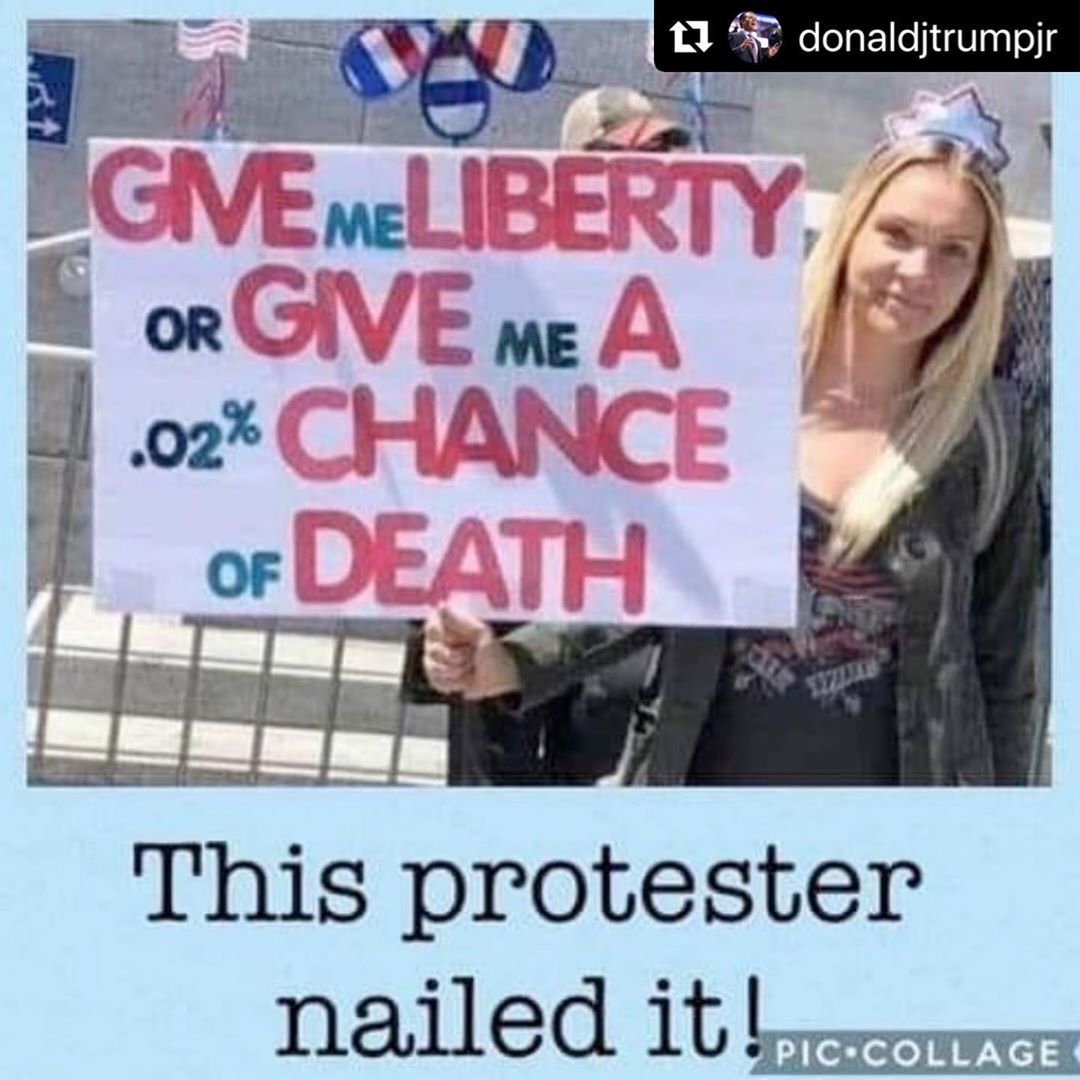 donaldjtrumpjr
GIVE ME LIBERTY
OR GIVE ME A
.02% CHANCE
OF DEATH
This protester
nailed it!
PIC•COLLAGE